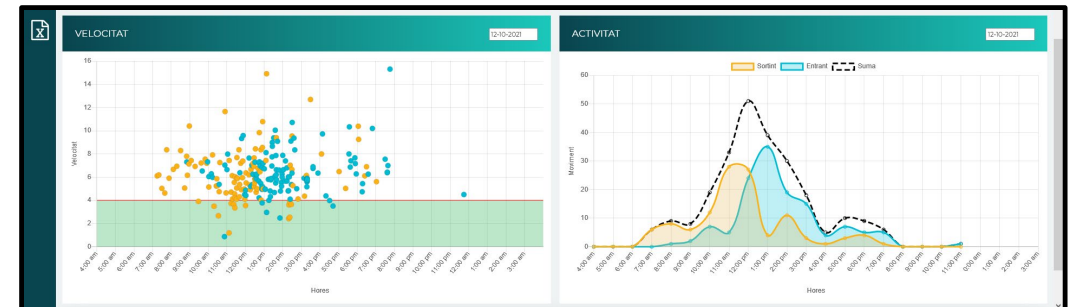 X
VELOCITAT
12-10-2021
16
14
12
10
8
6
4
2
0
Velocitat
4:00 am
5:00 am
6:00 am
7:00 am
8:00 am
9:00 am
10:00 am
11:00 am
12:00 pm
1:00 pm
2:00 pm
3:00 pm
4:00 pm
5:00 pm
6:00 pm
7:00 pm
8:00 pm
9:00 pm
10:00 pm
11:00 pm
12:00 am
1:00 am
2:00 am
3:00 am
Hores
ACTIVITAT
12-10-2021
Sortint Entrant Suma
60
50
40
30
20
10
0
Moviment
4:00 am
5:00 am
6:00 am
7:00 am
8:00 am
9:00 am
10:00 am
11:00 am
12:00 pm
1:00 pm
2:00 pm
3:00 pm
4:00 pm
5:00 pm
6:00 pm
7:00 pm
8:00 pm
9:00 pm
10:00 pm
11:00 pm
12:00 am
1:00 am
2:00 am
3:00 am
Hores